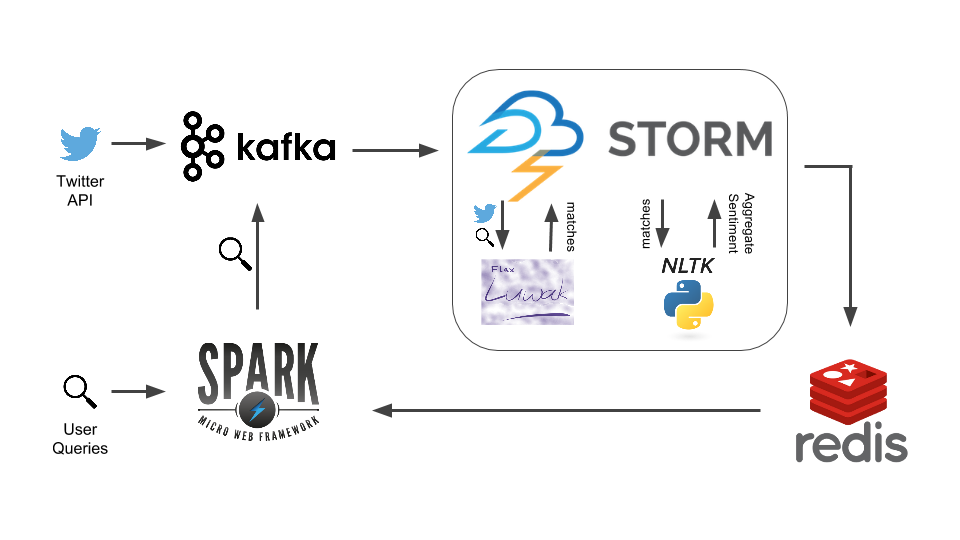 Twitter
API
kafka
STORM
matches
matches
Aggregate
Sentiment
Flax
Luwak
NLTK
SPARK
MICRO WEB FRAMEWORK
User
Queries
redis